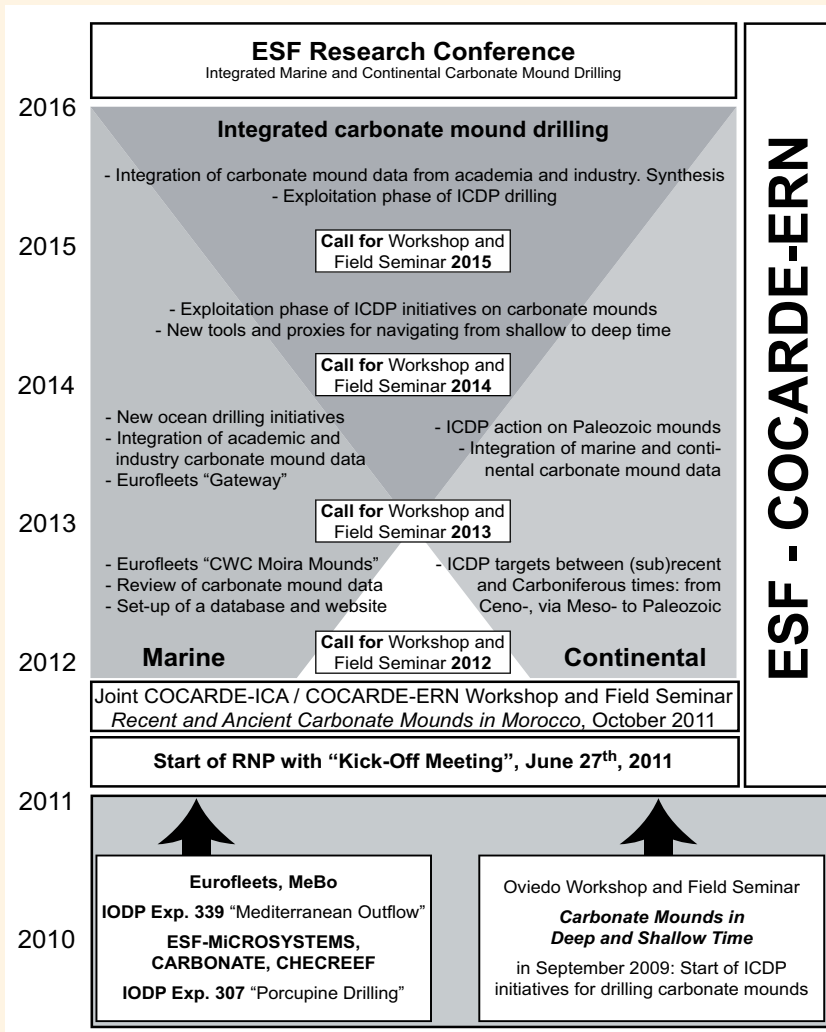 ESF Research Conference
Integrated Marine and Continental Carbonate Mound Drilling
2016
Integrated carbonate mound drilling
- Integration of carbonate mound data from academia and industry. Synthesis
- Exploitation phase of ICDP drilling
2015
Call for Workshop and
Field Seminar 2015
- Exploitation phase of ICDP initiatives on carbonate mounds
- New tools and proxies for navigating from shallow to deep time
2014
Call for Workshop and
Field Seminar 2014
- New ocean drilling initiatives
- Integration of academic and
industry carbonate mound data
- Eurofleets “Gateway”
- ICDP action on Paleozoic mounds
- Integration of marine and conti-
nental carbonate mound data
2013
Call for Workshop and
Field Seminar 2013
- Eurofleets “CWC Moira Mounds”
- Review of carbonate mound data
- Set-up of a database and website
- ICDP targets between (sub)recent
and Carboniferous times: from
Ceno-, via Meso- to Paleozoic
2012
Marine
Call for Workshop and
Field Seminar 2012
Continental
Joint COCARDE-ICA / COCARDE-ERN Workshop and Field Seminar
Recent and Ancient Carbonate Mounds in Morocco, October 2011
Start of RNP with “Kick-Off Meeting”, June 27th, 2011
ESF - COCARDE-ERN
2011
2010
Eurofleets, MeBo
IODP Exp. 339 “Mediterranean Outflow”
ESF-MiCROSYSTEMS,
CARBONATE, CHECREEF
IODP Exp. 307 “Porcupine Drilling”
Oviedo Workshop and Field Seminar
Carbonate Mounds in
Deep and Shallow Time
in September 2009: Start of ICDP
initiatives for drilling carbonate mounds